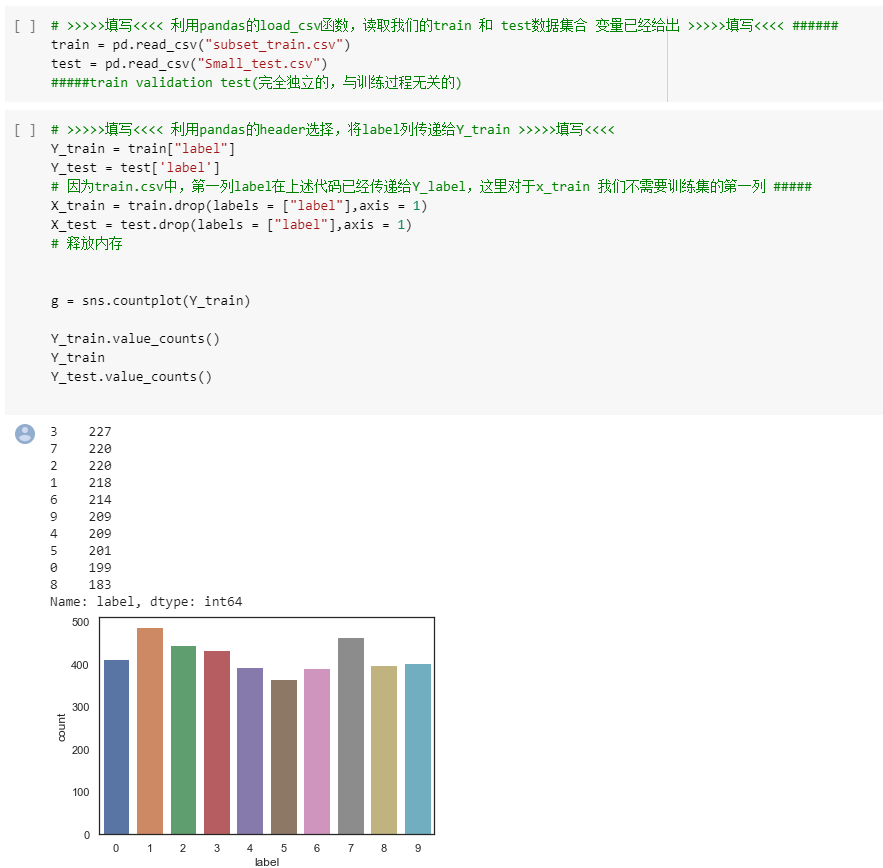 [ ] # >>>>>填写<<<< 利用pandas的load_csv函数，读取我们的train 和 test数据集合 变量已经给出 >>>>>填写<<<< ######
train = pd.read_csv("subset_train.csv")
test = pd.read_csv("Small_test.csv")
#####train validation test(完全独立的，与训练过程无关的)
[ ] # >>>>>填写<<<< 利用pandas的header选择，将label列传递给Y_train >>>>>填写<<<<
Y_train = train["label"]
Y_test = test['label']
# 因为train.csv中，第一列label在上述代码已经传递给Y_label，这里对于x_train 我们不需要训练集的第一列 #####
X_train = train.drop(labels = ["label"],axis = 1)
X_test = test.drop(labels = ["label"],axis = 1)
# 释放内存
g = sns.countplot(Y_train)
Y_train.value_counts()
Y_train
Y_test.value_counts()
3 227
7 220
2 220
1 218
6 214
9 209
4 209
5 201
0 199
8 183
Name: label, dtype: int64
500
400
300
200
100
0
count
0 1 2 3 4 5 6 7 8 9
label